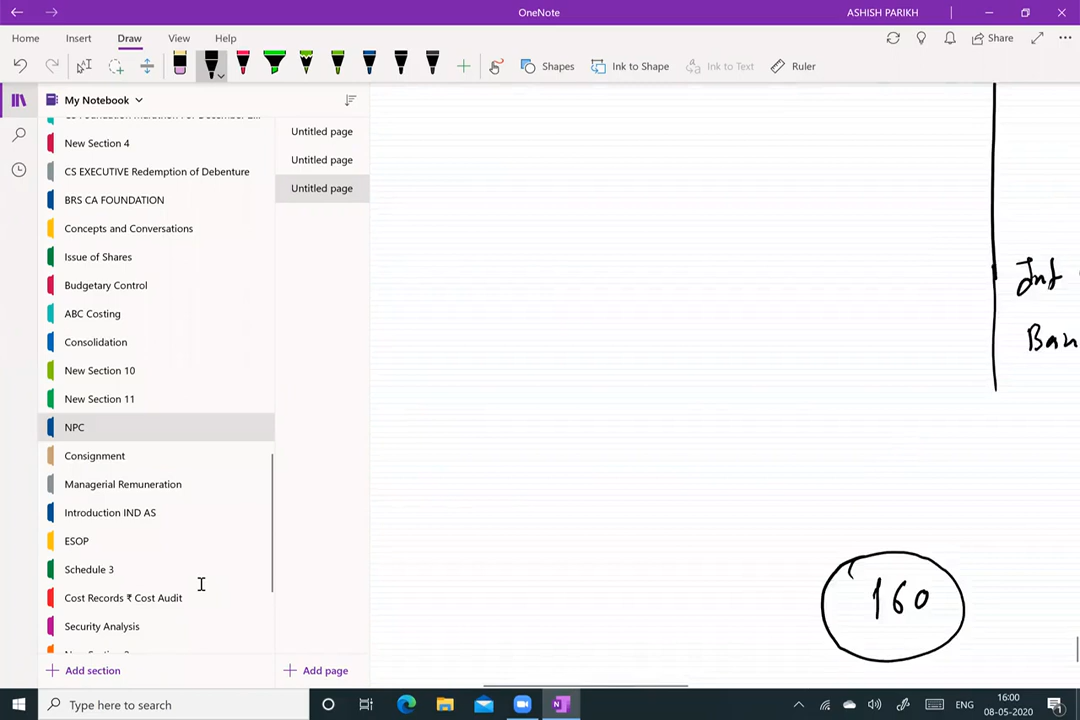 OneNote
ASHISH PARIKH
Home
Insert
Draw
View
Help
Share
Shapes
Ink to Shape
Ink to Text
Ruler
My Notebook
New Section 4
CS EXECUTIVE Redemption of Debenture
BRS CA FOUNDATION
Concepts and Conversations
Issue of Shares
Budgetary Control
ABC Costing
Consolidation
New Section 10
New Section 11
NPC
Consignment
Managerial Remuneration
Introduction IND AS
ESOP
Schedule 3
Cost Records ₹ Cost Audit
Security Analysis
Add section
Untitled page
Untitled page
Untitled page
Add page
Int
Ban
160
Type here to search
ENG
16:00
08-05-2020